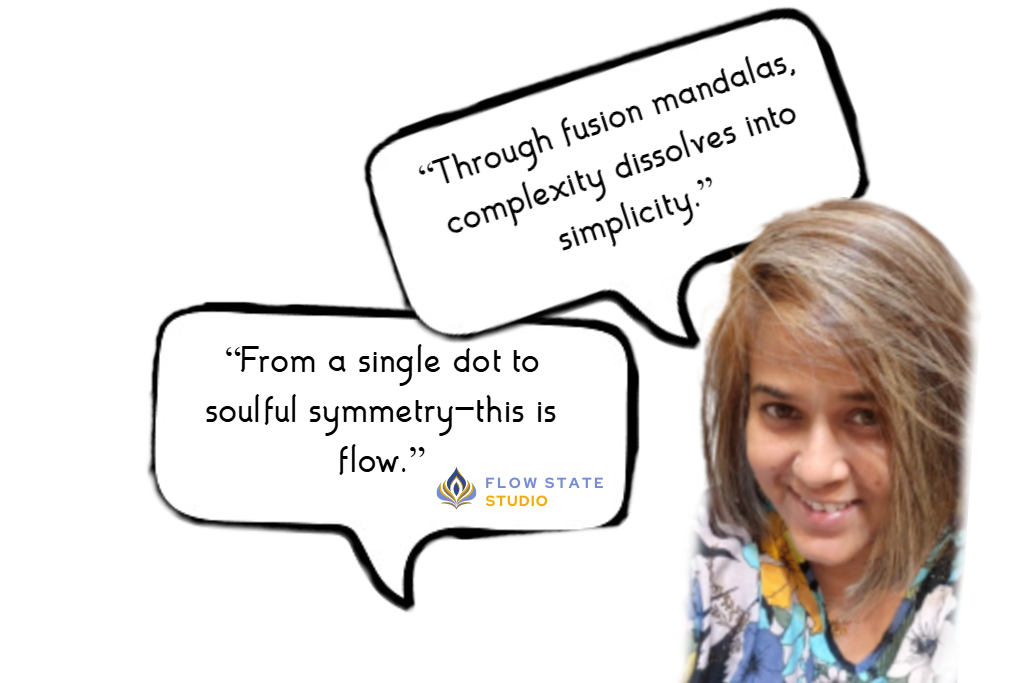 “Through fusion mandalas,
complexity dissolves into
simplicity.”
“From a single dot to
soulful symmetry—this is
flow.”
FLOW STATE
STUDIO